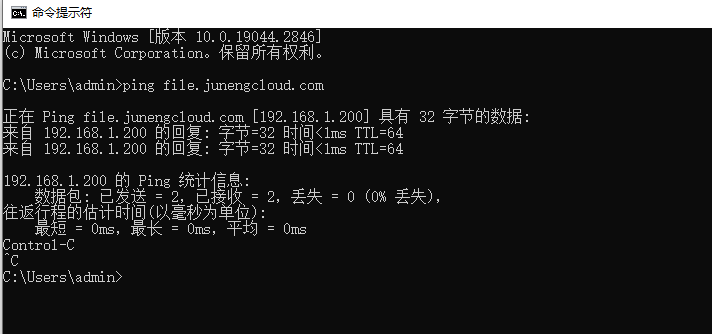 命令提示符
Microsoft Windows [版本 10.0.19044.2846]
(c) Microsoft Corporation。保留所有权利。
C:\Users\admin>ping file.junengcloud.com
正在 Ping file.junengcloud.com [192.168.1.200] 具有 32 字节的数据:
来自 192.168.1.200 的回复: 字节=32 时间<1ms TTL=64
来自 192.168.1.200 的回复: 字节=32 时间<1ms TTL=64
192.168.1.200 的 Ping 统计信息:
    数据包: 已发送 = 2，已接收 = 2，丢失 = 0 (0% 丢失)，
往返行程的估计时间(以毫秒为单位):
    最短 = 0ms，最长 = 0ms，平均 = 0ms
Control-C
^C
C:\Users\admin>